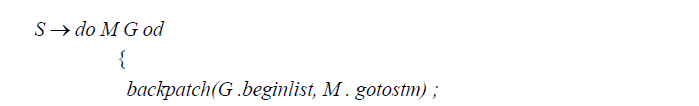 S → do M G od
{
backpatch(G .beginlist, M . gotostm) ;